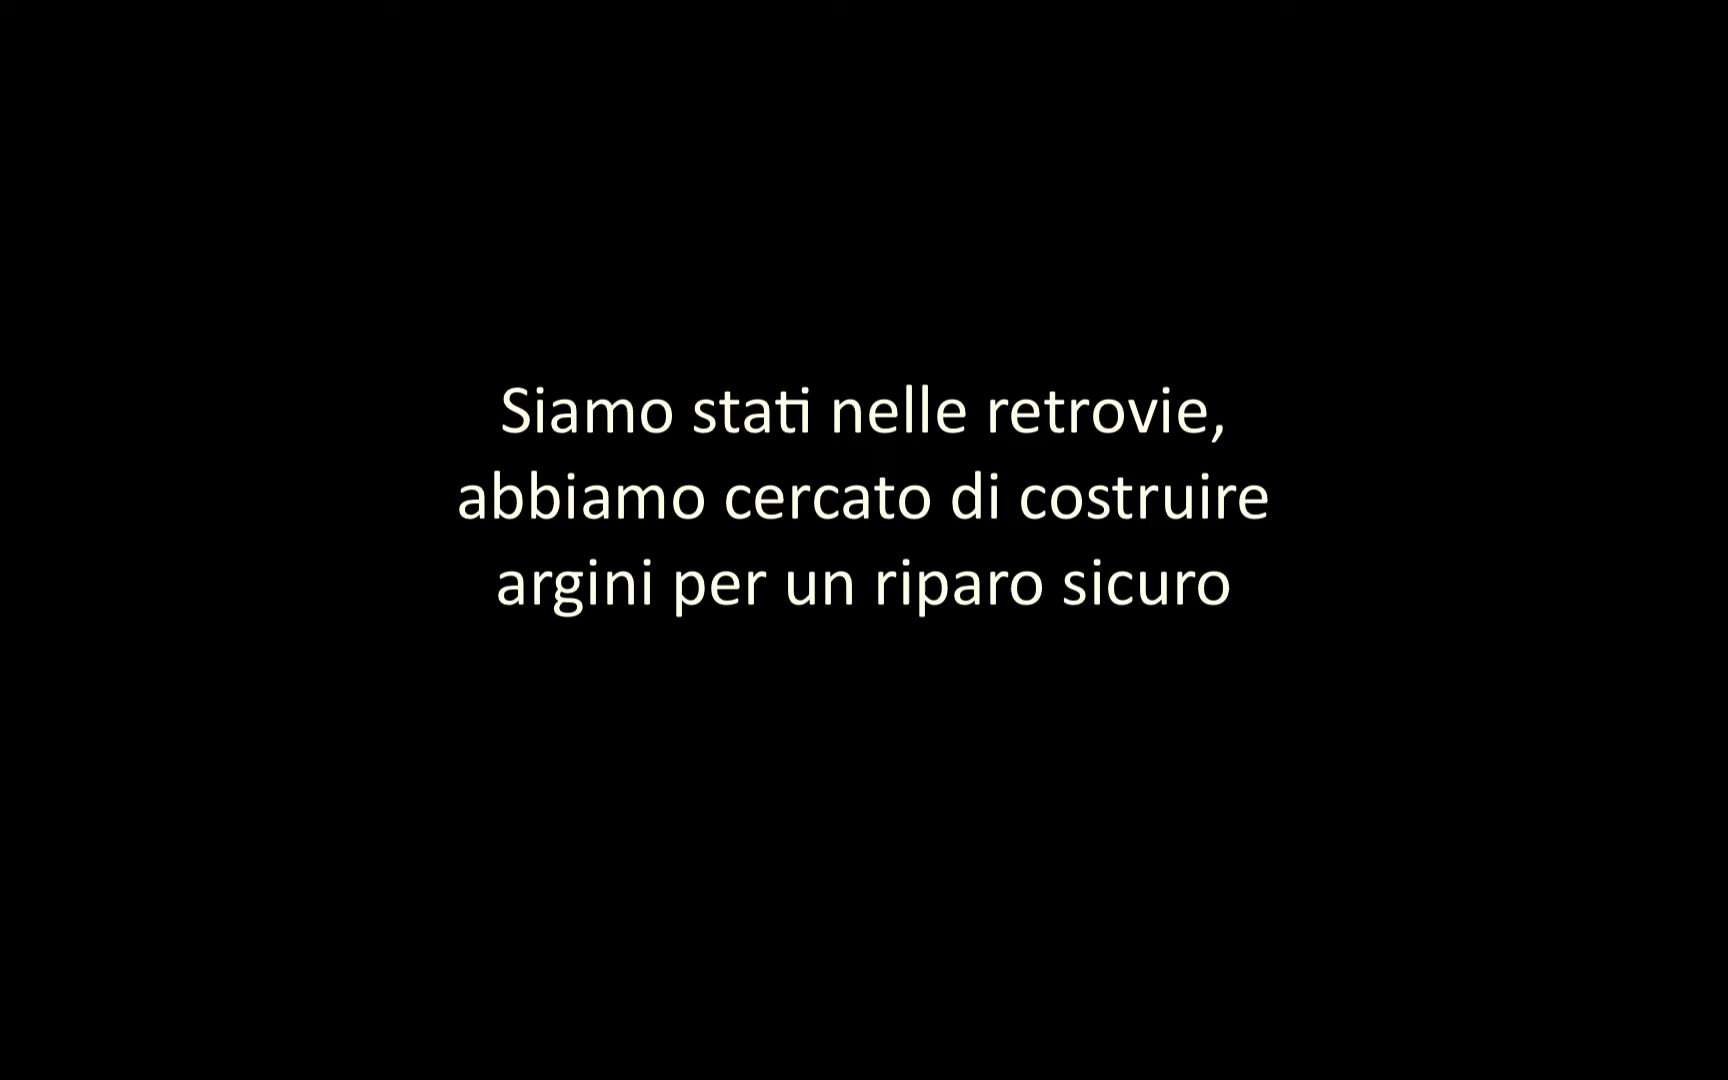 Siamo stati nelle retrovie,
abbiamo cercato di costruire
argini per un riparo sicuro